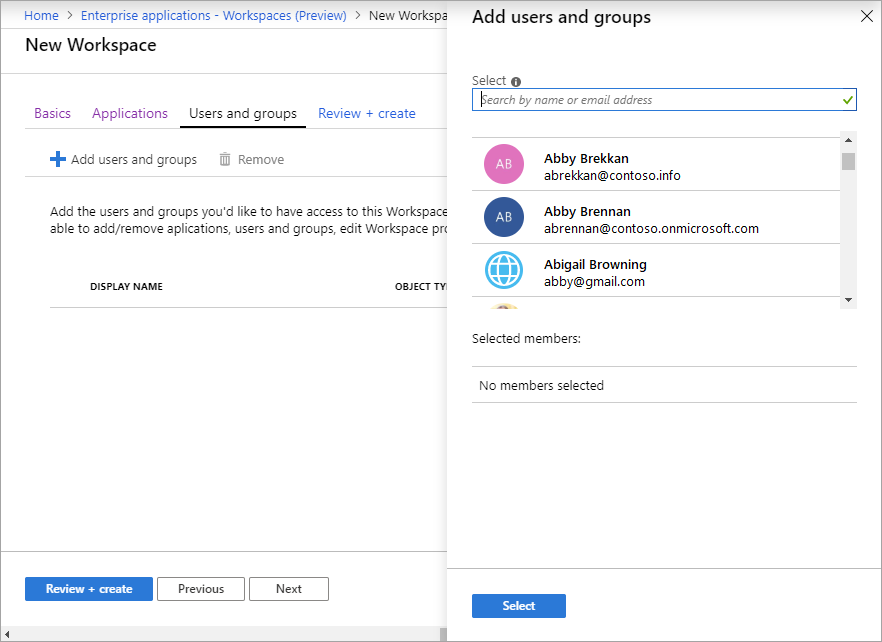 Home > Enterprise applications - Workspaces (Preview) > New Workspa
New Workspace
Basics Applications Users and groups Review + create
Add users and groups Remove
Add the users and groups you'd like to have access to this Workspace
able to add/remove aplications, users and groups, edit Workspace pro
DISPLAY NAME OBJECT TY
Review + create Previous Next
Add users and groups
Select
Search by name or email address
AB
Abby Brekkan
abrekkan@contoso.info
AB
Abby Brennan
abrennan@contoso.onmicrosoft.com
Abigail Browning
abby@gmail.com
Selected members:
No members selected
Select